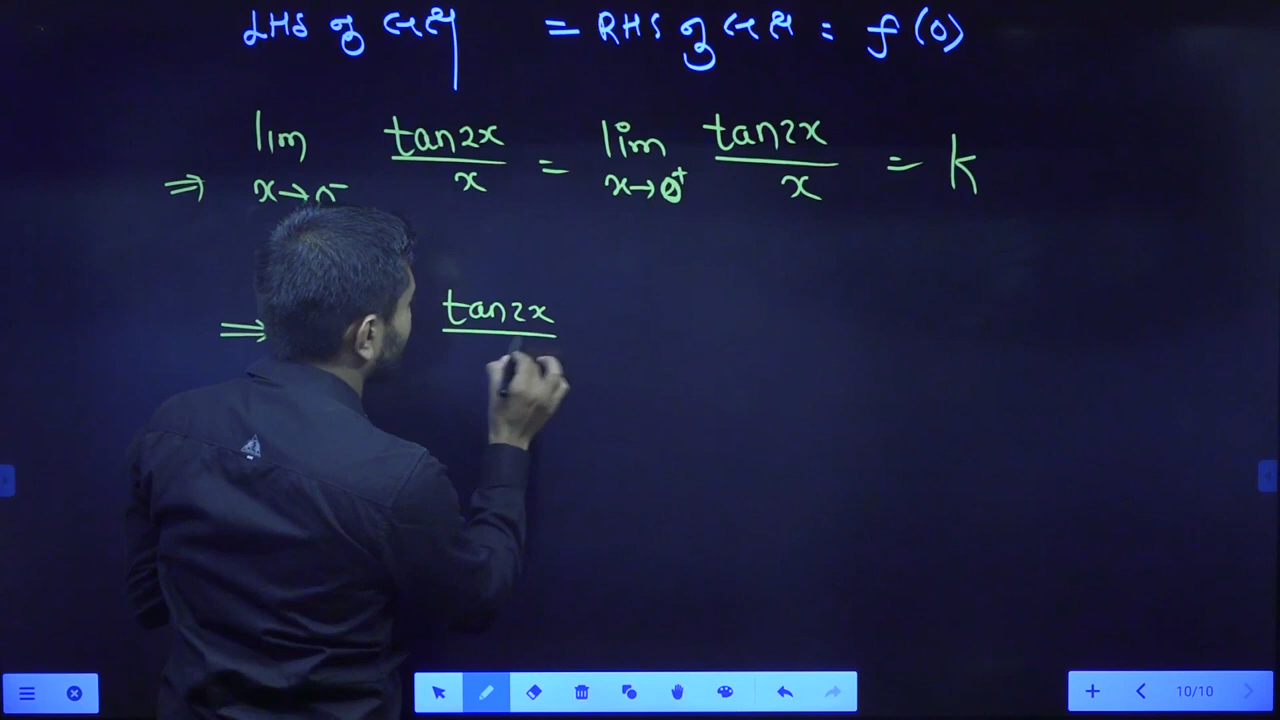 LHS નું લક્ષ = RHS નું લક્ષ = f(0)
⇒ lim x→0⁻ tan2x/x = lim x→0⁺ tan2x/x = k
⇒ tan2x
10/10